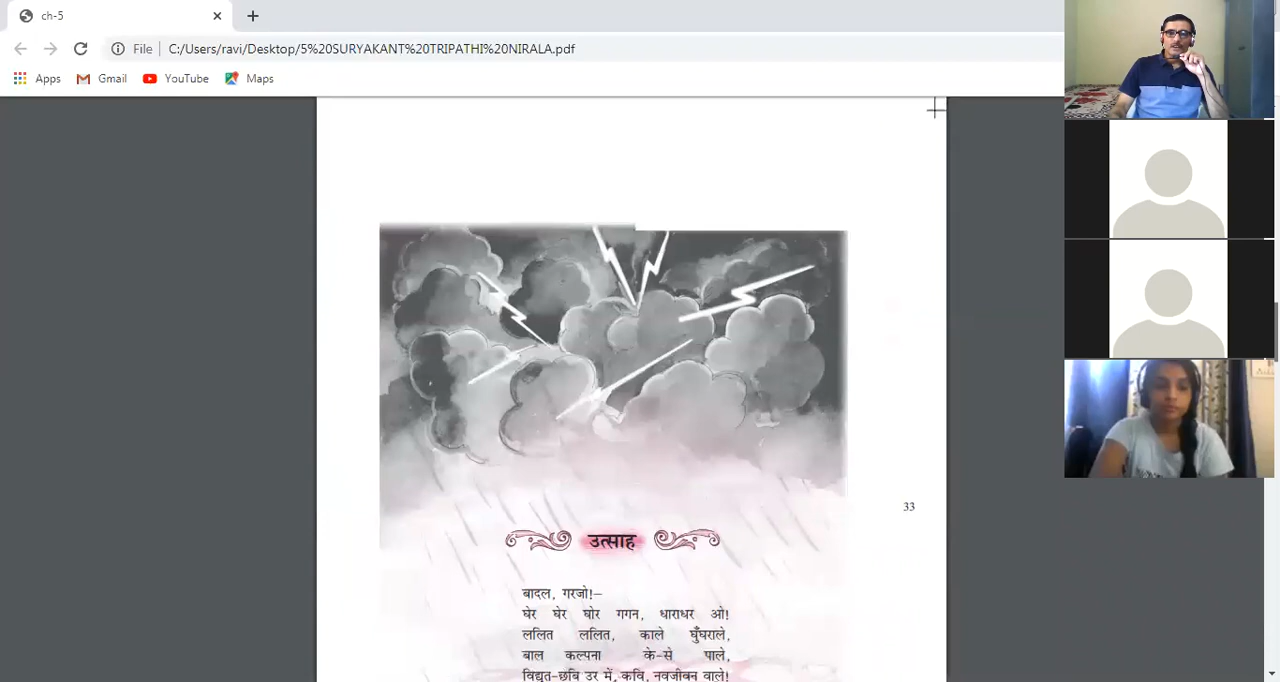 ch-5
File
C:/Users/ravi/Desktop/5%20SURYAKANT%20TRIPATHI%20NIRALA.pdf
Apps Gmail YouTube Maps
33
उत्साह
बादल, गरजो!–
घेर घेर घोर गगन, धाराधर ओ!
ललित ललित, काले घुँघराले,
बाल कल्पना के-से पाले,
विद्युत-छबि उर में, कवि, नवजीवन वाले!